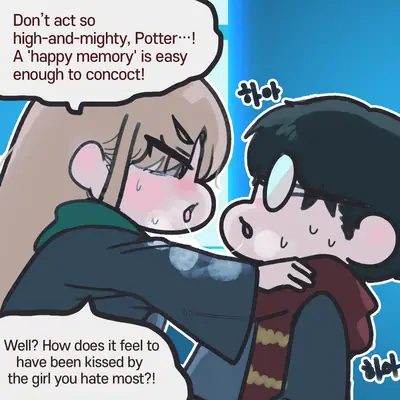 Don't act so
high-and-mighty, Potter…!
A 'happy memory' is easy
enough to concoct!
하아
Well? How does it feel to
have been kissed by
the girl you hate most?!
하아